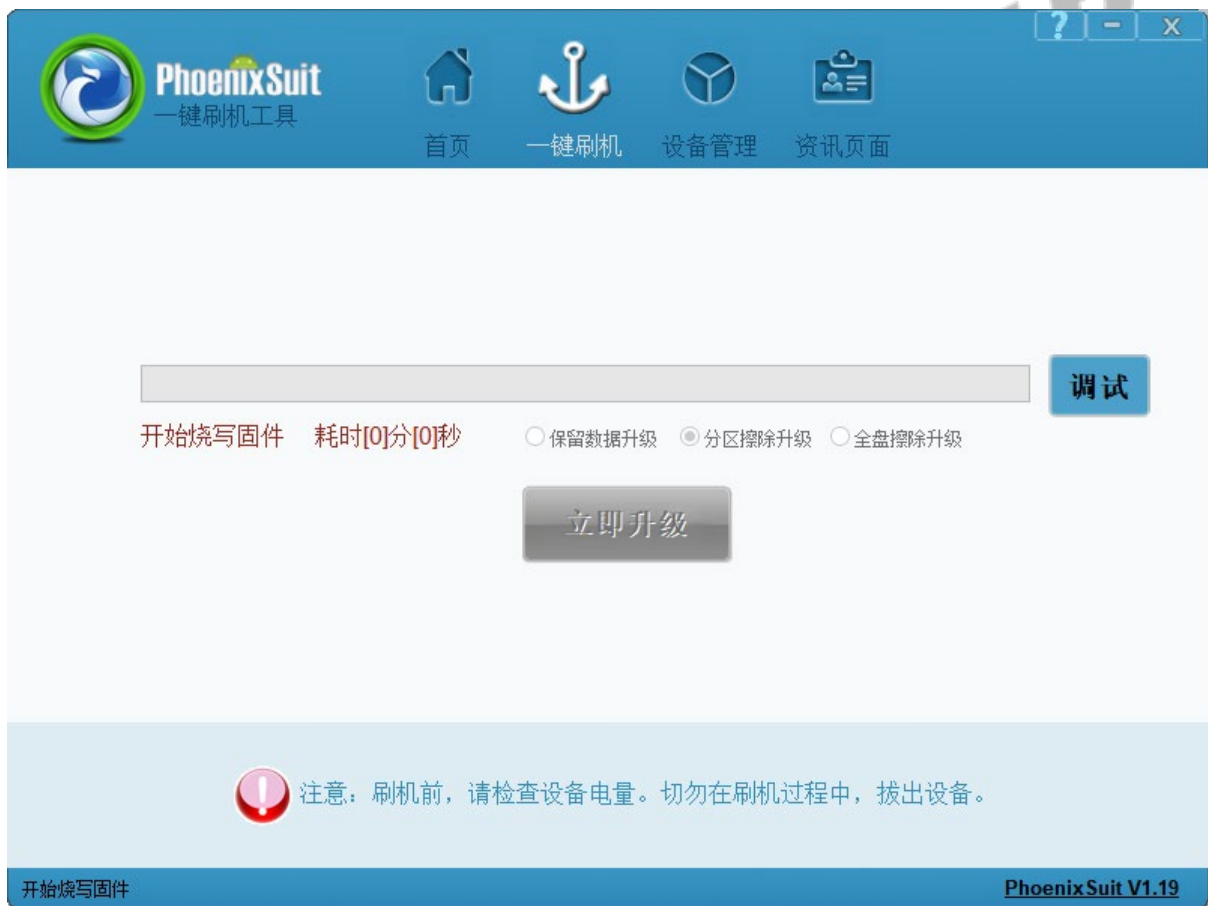 ? - X
PhoenixSuit
一键刷机工具
首页 一键刷机 设备管理 资讯页面
调试
开始烧写固件 耗时[0]分[0]秒 保留数据升级 分区擦除升级 全盘擦除升级
立即升级
注意：刷机前，请检查设备电量。切勿在刷机过程中，拔出设备。
开始烧写固件 PhoenixSuit V1.19